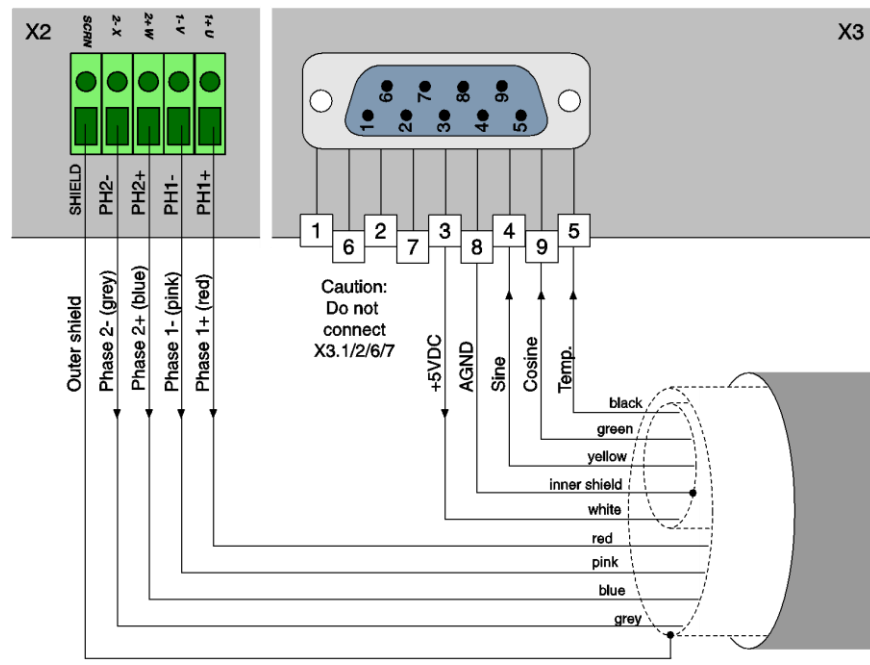 X2
SCRN
2- X
2+ W
1- V
1+ U
X3
6
7
8
9
1
2
3
4
5
SHIELD
PH2-
PH2+
PH1-
PH1+
1
6
2
7
3
8
4
9
5
Caution:
Do not
connect
X3.1/2/6/7
Outer shield
Phase 2- (grey)
Phase 2+ (blue)
Phase 1- (pink)
Phase 1+ (red)
+5VDC
AGND
Sine
Cosine
Temp.
black
green
yellow
inner shield
white
red
pink
blue
grey